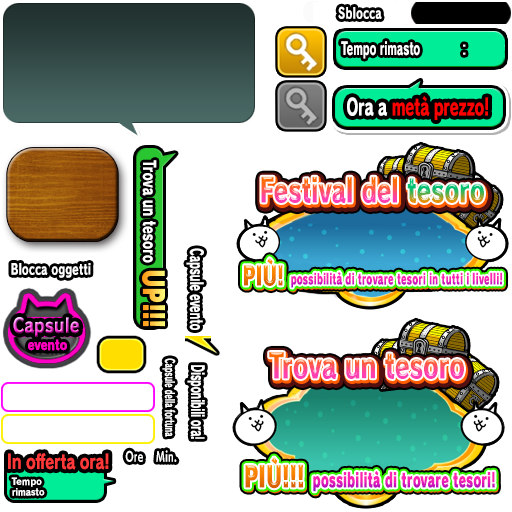 Sblocca
Tempo rimasto :
Ora a metà prezzo!
Trova un tesoro UP!!!
Festival del tesoro
PIÙ! possibilità di trovare tesori in tutti i livelli!
Blocca oggetti
Capsule
evento
Capsule evento
Disponibili ora!
Capsule della fortuna
Trova un tesoro
PIÙ!!! possibilità di trovare tesori!
In offerta ora!
Tempo
rimasto
Ore Min.